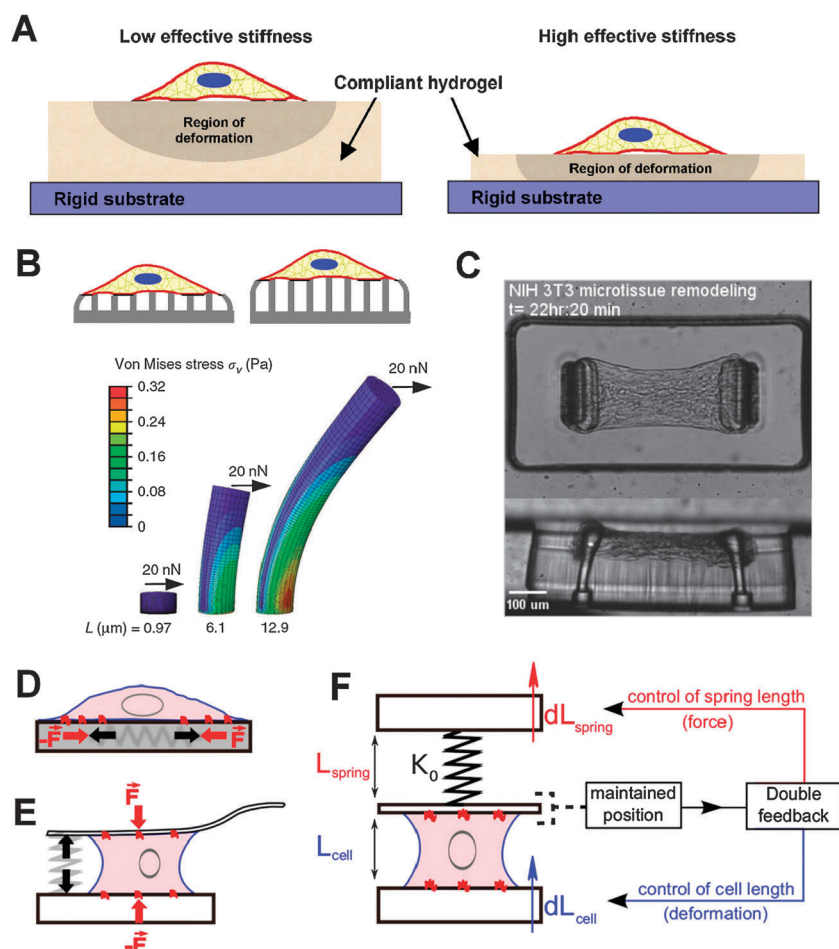 A
Low effective stiffness
High effective stiffness
Compliant hydrogel
Region of
deformation
Region of deformation
Rigid substrate
Rigid substrate
B
Von Mises stress σv (Pa)
0.32
0.24
0.16
0.08
0
20 nN
20 nN
20 nN
L (μm) = 0.97 6.1 12.9
C
NIH 3T3 microtissue remodeling
t= 22hr:20 min
100 um
D
-F F
E
F
-F
F
dLspring
control of spring length
(force)
Lspring
K0
maintained
position
Double
feedback
Lcell
dLcell
control of cell length
(deformation)